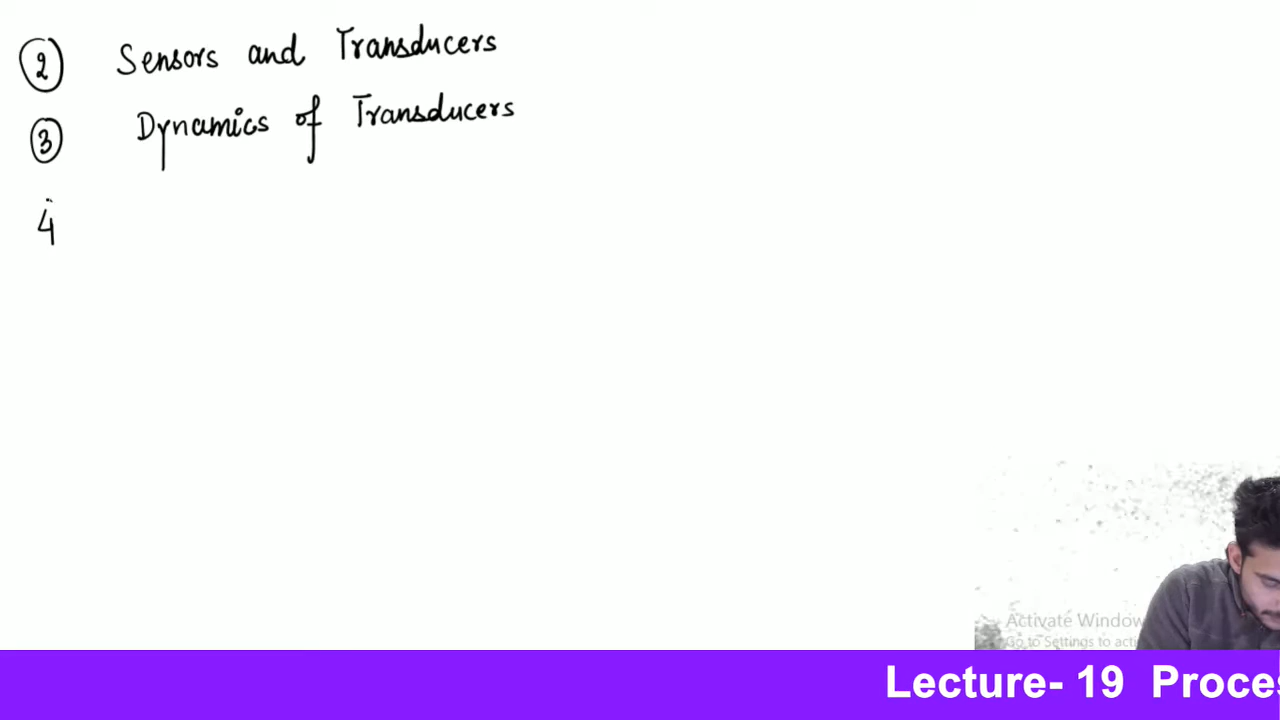 2 Sensors and Transducers
3 Dynamics of Transducers
4
Activate Window
Go to Settings to acti
Lecture- 19 Proces